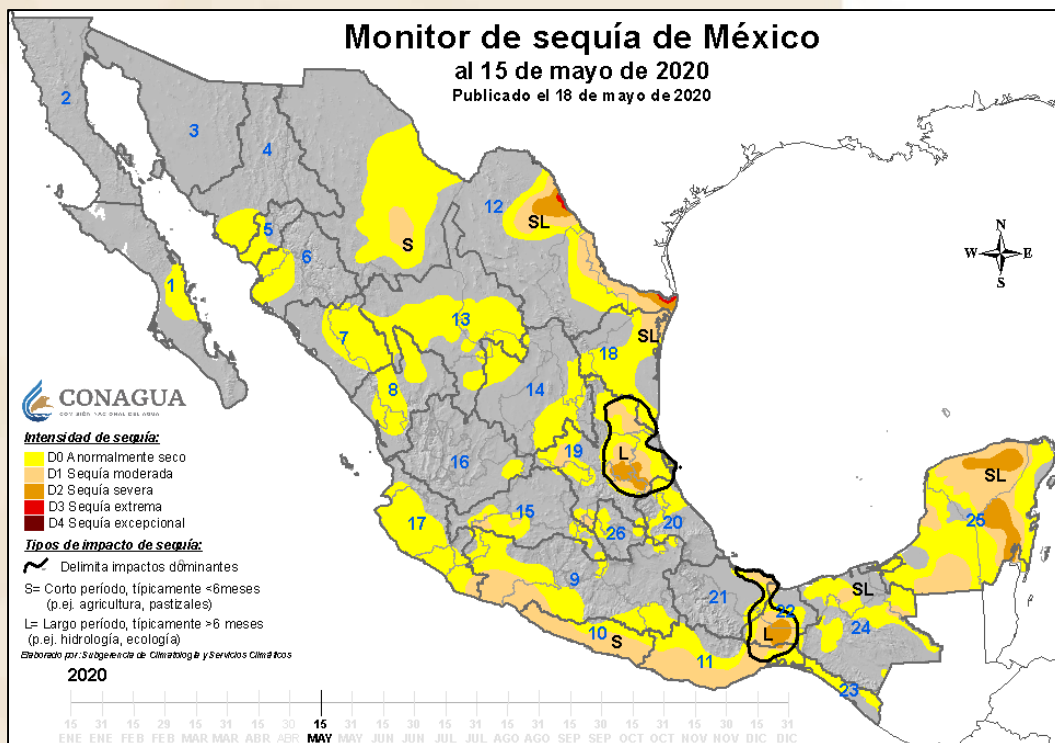 Monitor de sequía de México
al 15 de mayo de 2020
Publicado el 18 de mayo de 2020
2
3
4
12
SL
5
S
6
1
7
13
18
SL
8
14
L
19
16
SL
25
17
15
26
20
9
21
22
SL
24
10
S
11
L
23
N
W E
S
CONAGUA
COMISIÓN NACIONAL DEL AGUA
Intensidad de sequía:
D0 Anormalmente seco
D1 Sequía moderada
D2 Sequía severa
D3 Sequía extrema
D4 Sequía excepcional
Tipos de impacto de sequía:
Delimita impactos dominantes
S= Corto período, típicamente <6meses
(p.ej. agricultura, pastizales)
L= Largo período, típicamente >6 meses
(p.ej. hidrología, ecología)
Elaborado por: Subgerencia de Climatología y Servicios Climáticos
2020
15 31 15 29 15 31 15 30 15 31 15 30 15 31 15 31 15 30 15 31 15 30 15 31
ENE ENE FEB FEB MAR MAR ABR ABR MAY MAY JUN JUN JUL JUL AGO AGO SEP SEP OCT OCT NOV NOV DIC DIC